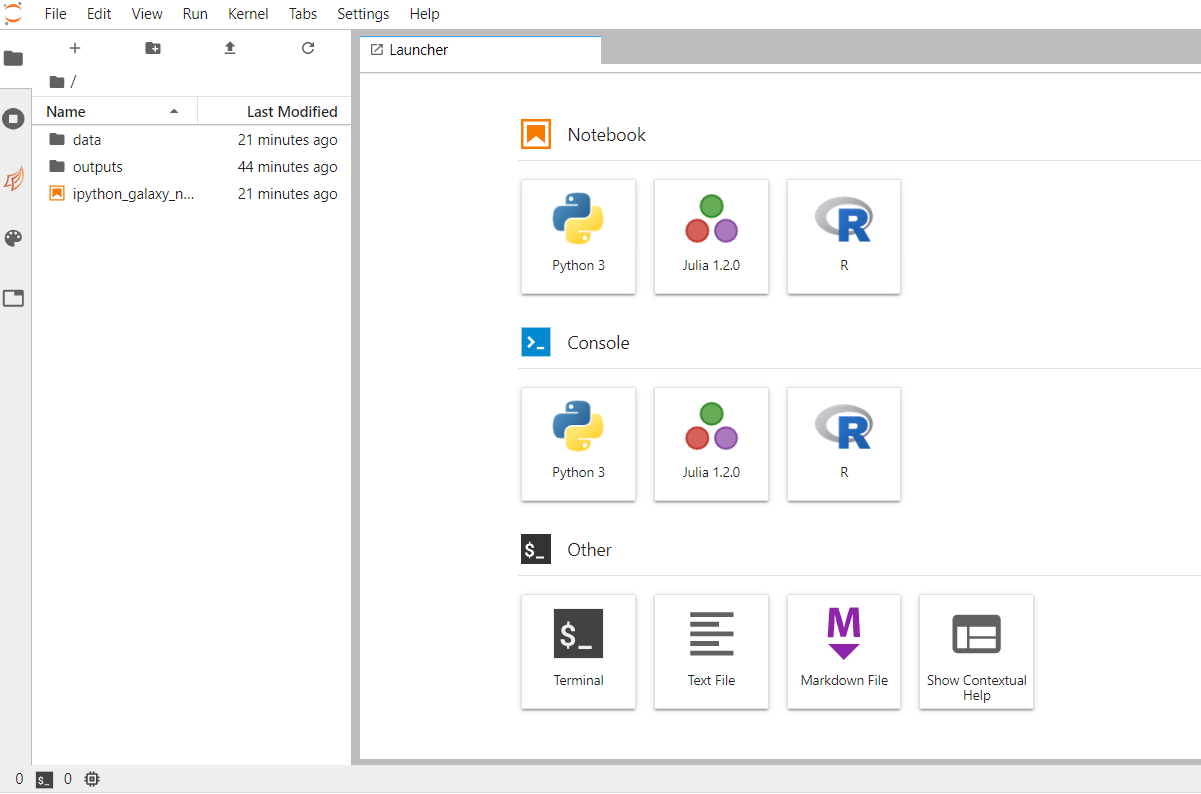 File Edit View Run Kernel Tabs Settings Help
Launcher
/
Name Last Modified
data 21 minutes ago
outputs 44 minutes ago
ipython_galaxy_n... 21 minutes ago
Notebook
Python 3 Julia 1.2.0 R
Console
Python 3 Julia 1.2.0 R
$_ Other
$_
Terminal Text File Markdown File Show Contextual
Help
0 $_ 0